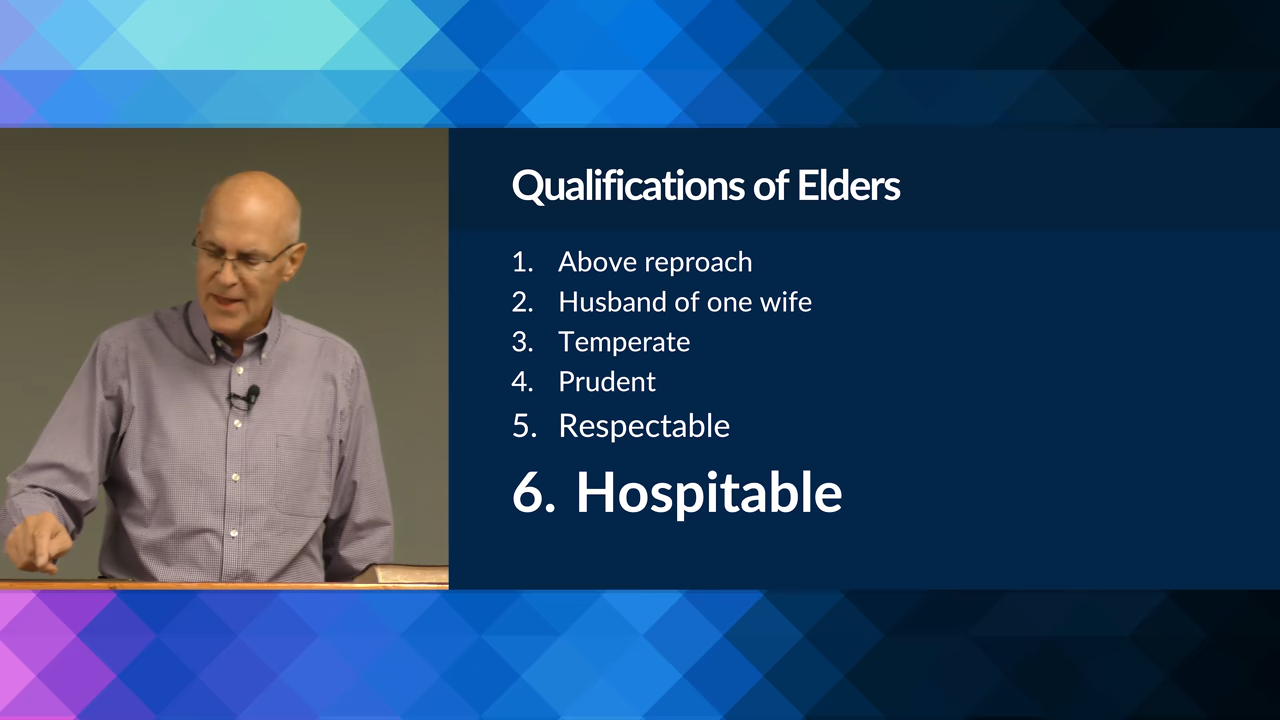 Qualifications of Elders
1. Above reproach
2. Husband of one wife
3. Temperate
4. Prudent
5. Respectable
6. Hospitable